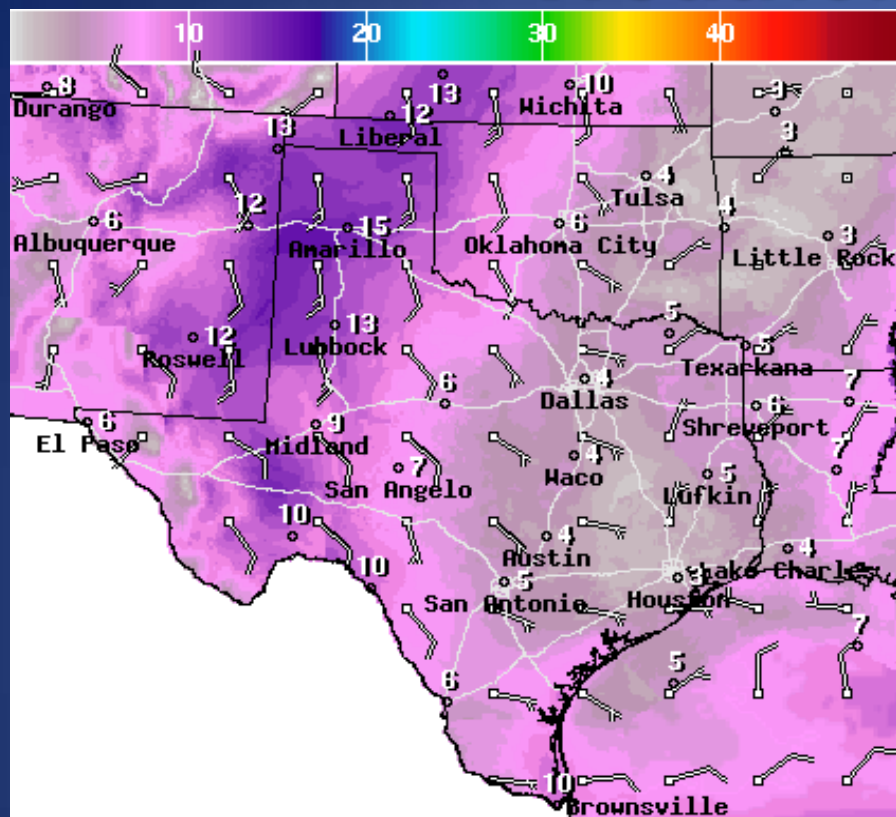 10 20 30 40
8 13 10 9
Durango Liberal Wichita
12
13 3
4
Tulsa
6 12 15 6 4 3
Albuquerque Amarillo Oklahoma City Little Rock
12 13 5 5
Roswell Lubbock Texarkana
6 4 7
Dallas
6 9 6
El Paso Midland Shreveport
7 4 5 7
San Angelo Waco Lufkin
10 4 4
Austin Lake Charles
10 5 3
San Antonio Houston
7
6 5
10
Brownsville